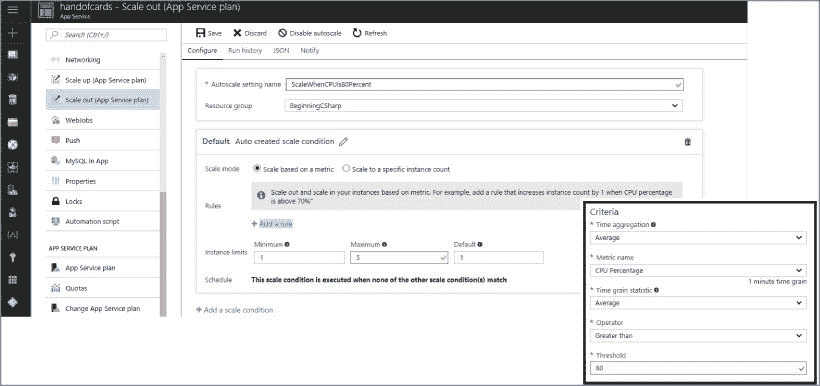 handofcards - Scale out (App Service plan)
App Service
Search (Ctrl+/)
Networking
Scale up (App Service plan)
Scale out (App Service plan)
WebJobs
Push
MySQL In App
Properties
Locks
Automation script
APP SERVICE PLAN
App Service plan
Quotas
Change App Service plan
Save Discard Disable autoscale Refresh
Configure Run history JSON Notify
* Autoscale setting name ScaleWhenCPUis80Percent
Resource group BeginningCSharp
Default Auto created scale condition
Scale mode Scale based on a metric Scale to a specific instance count
Rules
Scale out and scale in your instances based on metric. For example, add a rule that increases instance count by 1 when CPU percentage
is above 70%"
+ Add a rule
Instance limits
Minimum Maximum Default
1 5 1
Schedule This scale condition is executed when none of the other scale condition(s) match
+ Add a scale condition
Criteria
* Time aggregation
Average
* Metric name
CPU Percentage
1 minute time grain
* Time grain statistic
Average
* Operator
Greater than
* Threshold
80